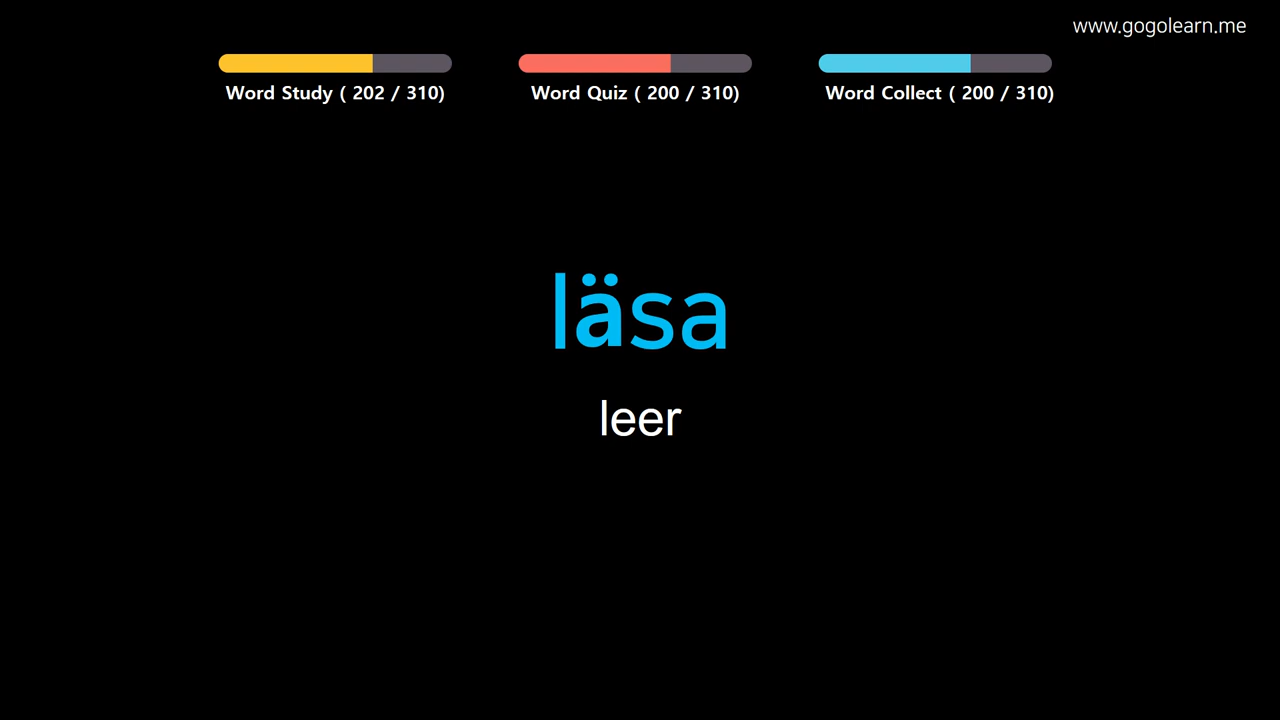 www.gogolearn.me
Word Study ( 202 / 310)
Word Quiz ( 200 / 310)
Word Collect ( 200 / 310)
läsa
leer